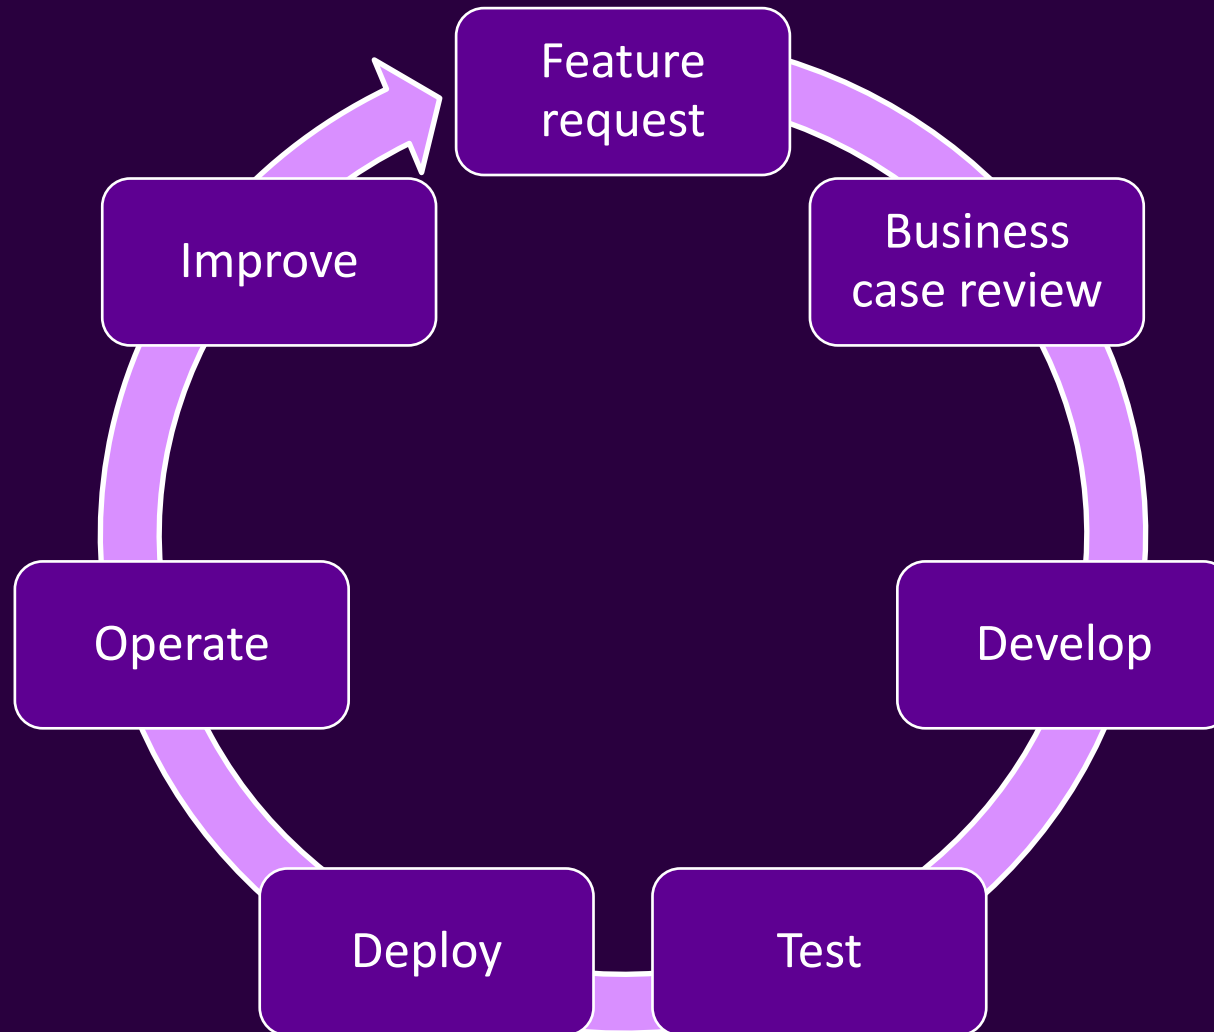 Feature
request
Business
case review
Develop
Test
Deploy
Operate
Improve